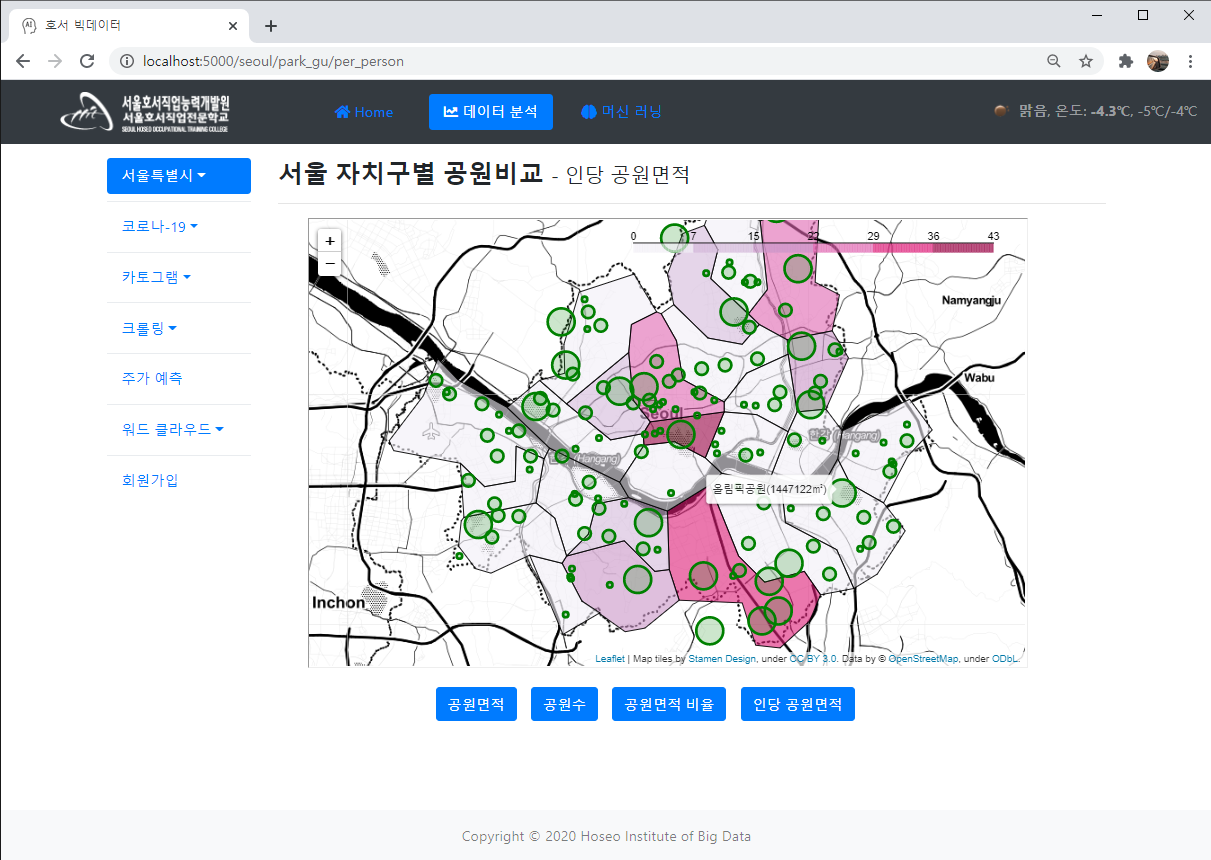 호서 빅데이터
localhost:5000/seoul/park_gu/per_person
서울호서직업능력개발원
서울호서직업전문학교
SEOUL HOSEO OCCUPATIONAL TRAINING COLLEGE
Home
데이터 분석
머신 러닝
맑음, 온도: -4.3℃, -5℃/-4℃
서울특별시
코로나-19
카토그램
크롤링
주가 예측
워드 클라우드
회원가입
서울 자치구별 공원비교 - 인당 공원면적
+
−
0 7 15 22 29 36 43
Namyangju
Wabu
Seoul
한강 (Hangang)
(Hangang)
올림픽공원(1447122㎡)
Inchon
Leaflet | Map tiles by Stamen Design, under CC BY 3.0. Data by © OpenStreetMap, under ODbL.
공원면적
공원수
공원면적 비율
인당 공원면적
Copyright © 2020 Hoseo Institute of Big Data